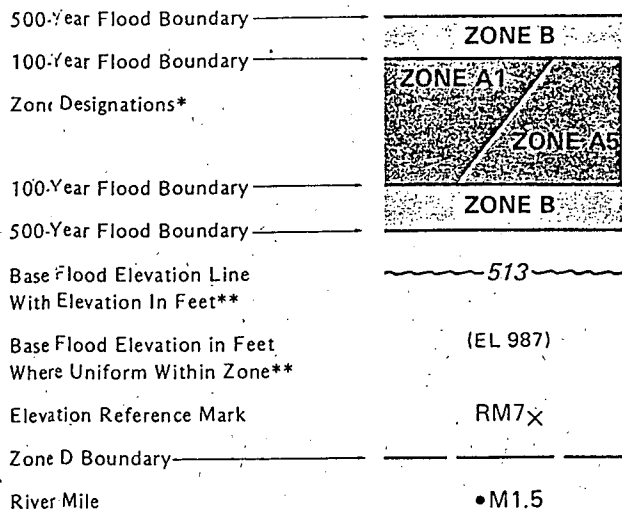 500-Year Flood Boundary
ZONE B
100-Year Flood Boundary
ZONE A1
Zone Designations*
ZONE A5
100-Year Flood Boundary
ZONE B
500-Year Flood Boundary
Base Flood Elevation Line
With Elevation In Feet**
513
Base Flood Elevation in Feet
Where Uniform Within Zone**
(EL 987)
Elevation Reference Mark
RM7×
Zone D Boundary
River Mile
•M1.5